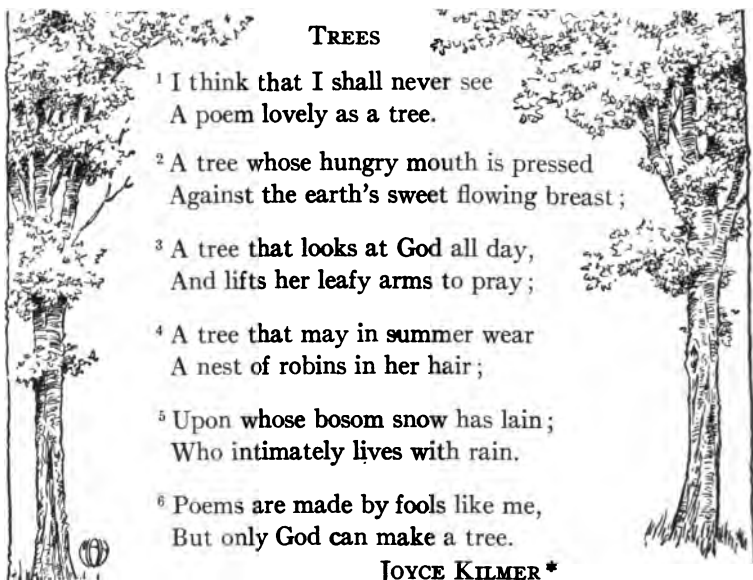 TREES
1 I think that I shall never see
A poem lovely as a tree.
2 A tree whose hungry mouth is pressed
Against the earth's sweet flowing breast;
3 A tree that looks at God all day,
And lifts her leafy arms to pray;
4 A tree that may in summer wear
A nest of robins in her hair;
5 Upon whose bosom snow has lain;
Who intimately lives with rain.
6 Poems are made by fools like me,
But only God can make a tree.
JOYCE KILMER*